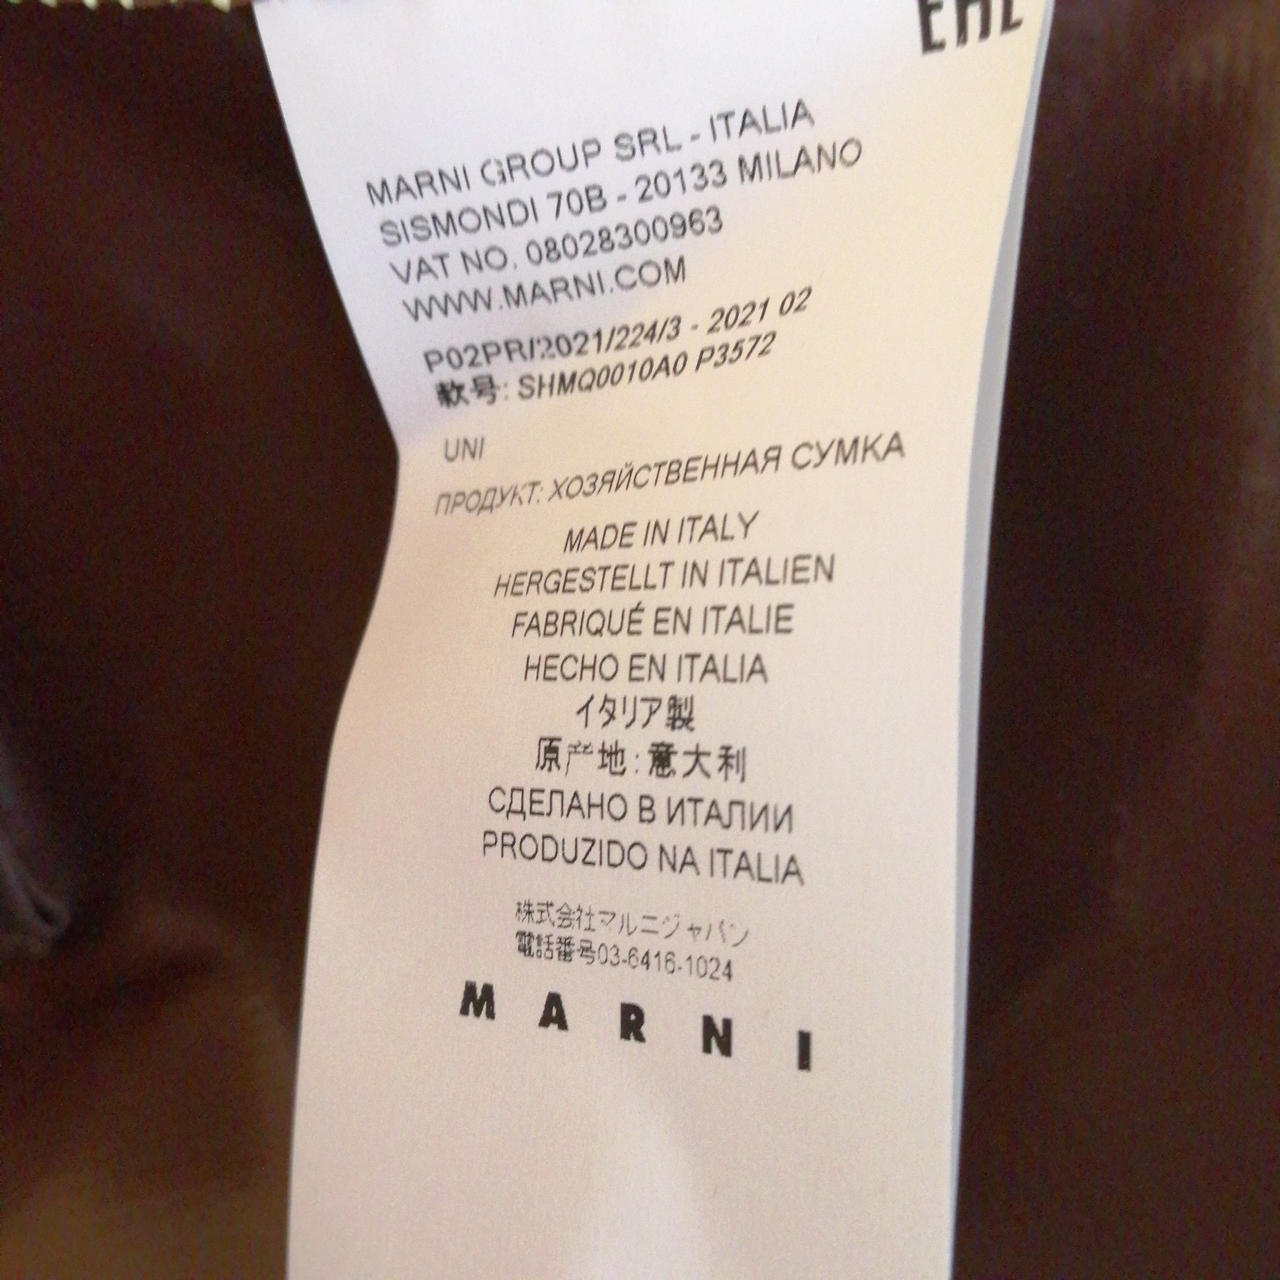 EAC
MARNI GROUP SRL - ITALIA
SISMONDI 70B - 20133 MILANO
VAT NO. 08028300963
WWW.MARNI.COM
P02PR/2021/224/3 - 2021 02
款号: SHMQ0010A0 P3572
UNI
ПРОДУКТ: ХОЗЯЙСТВЕННАЯ СУМКА
MADE IN ITALY
HERGESTELLT IN ITALIEN
FABRIQUÉ EN ITALIE
HECHO EN ITALIA
イタリア製
原产地: 意大利
СДЕЛАНО В ИТАЛИИ
PRODUZIDO NA ITALIA
株式会社マルニジャパン
電話番号03-6416-1024
MARNI